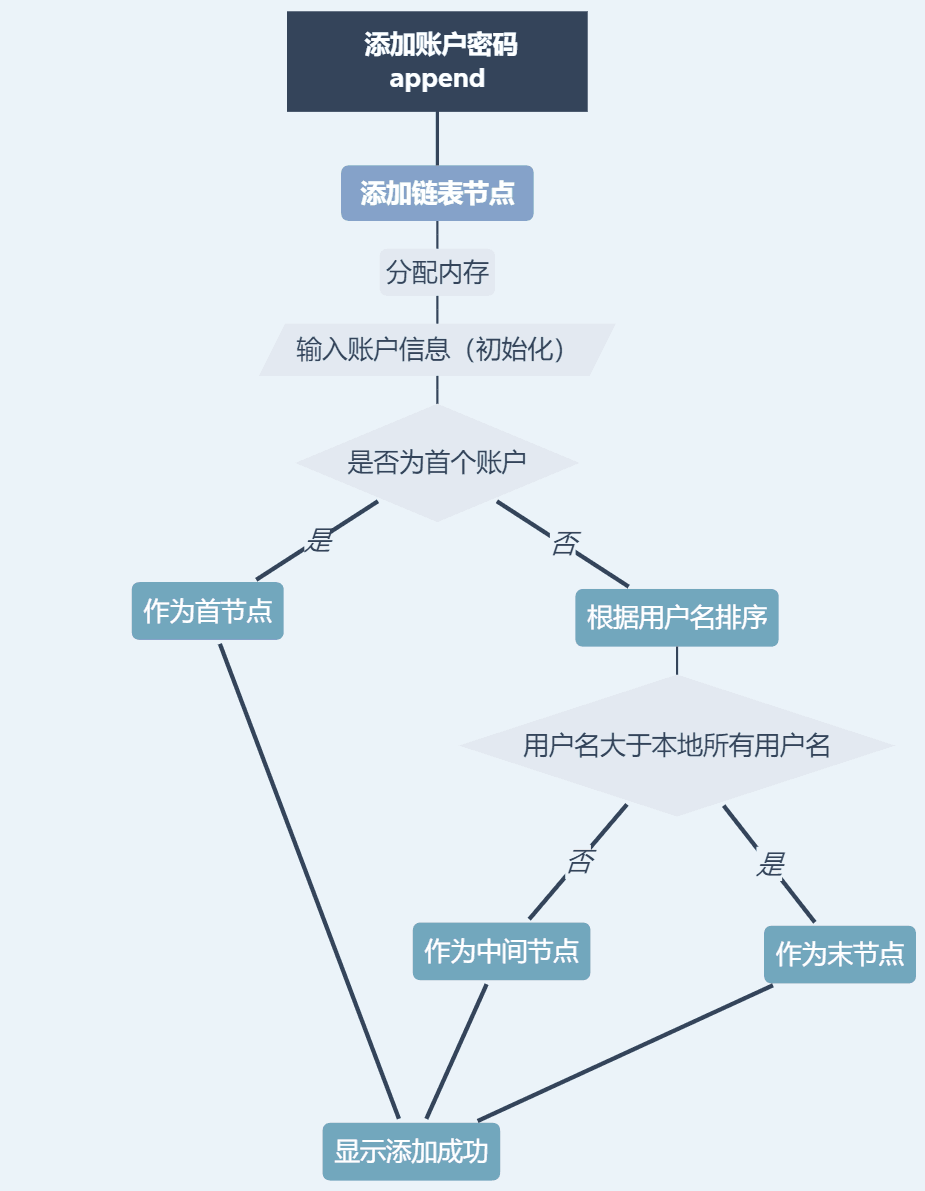 添加账户密码
append
添加链表节点
分配内存
输入账户信息（初始化）
是否为首个账户
是
否
作为首节点
根据用户名排序
用户名大于本地所有用户名
否
是
作为中间节点
作为末节点
显示添加成功